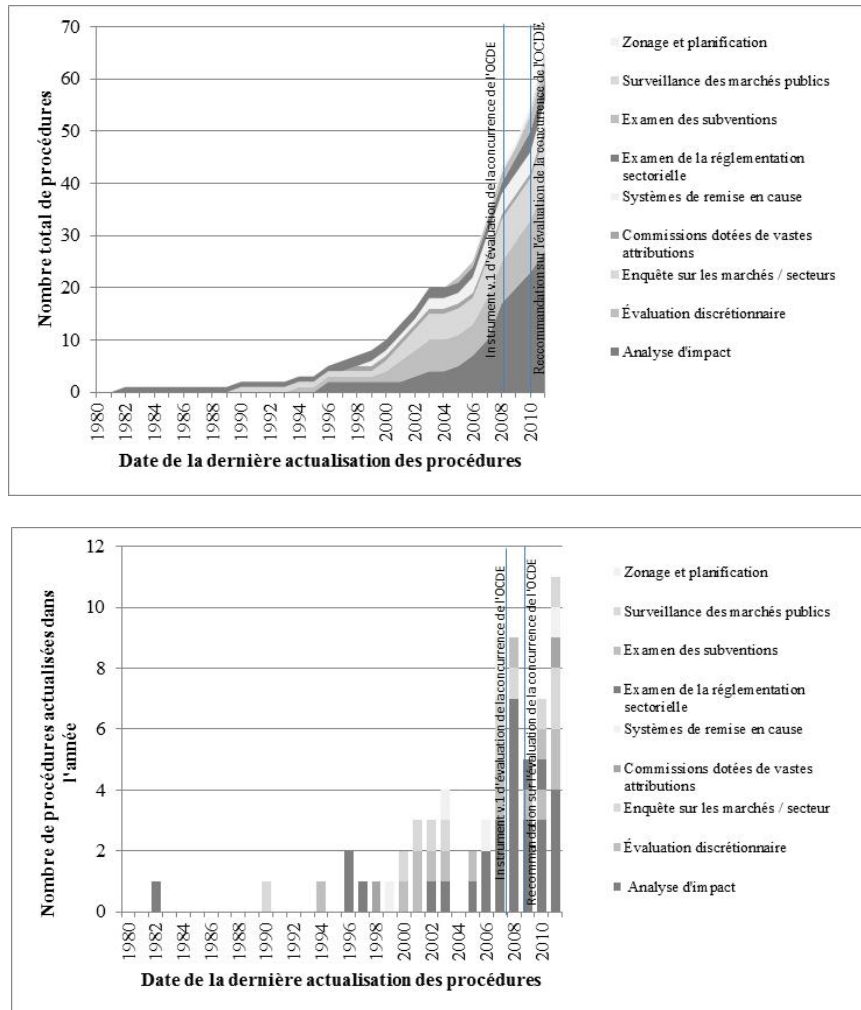 70
60
50
40
30
20
10
0
Nombre total de procédures
1980
1982
1984
1986
1988
1990
1992
1994
1996
1998
2000
2002
2004
2006
2008
2010
Date de la dernière actualisation des procédures
Instrument v.1 d'évaluation de la concurrence de l'OCDE
Reccommandation sur l'évaluation de la concurrence de l'OCDE
Zonage et planification
Surveillance des marchés publics
Examen des subventions
Examen de la réglementation
sectorielle
Systèmes de remise en cause
Commissions dotées de vastes
attributions
Enquête sur les marchés / secteurs
Évaluation discrétionnaire
Analyse d'impact
12
10
8
6
4
2
0
Nombre de procédures actualisées dans
l'année
1980
1982
1984
1986
1988
1990
1992
1994
1996
1998
2000
2002
2004
2006
2008
2010
Date de la dernière actualisation des procédures
Instrument v.1 d'évaluation de la concurrence de l'OCDE
Recommandation sur l'évaluation de la concurrence de l'OCDE
Zonage et planification
Surveillance des marchés publics
Examen des subventions
Examen de la réglementation
sectorielle
Systèmes de remise en cause
Commissions dotées de vastes
attributions
Enquête sur les marchés / secteur
Évaluation discrétionnaire
Analyse d'impact